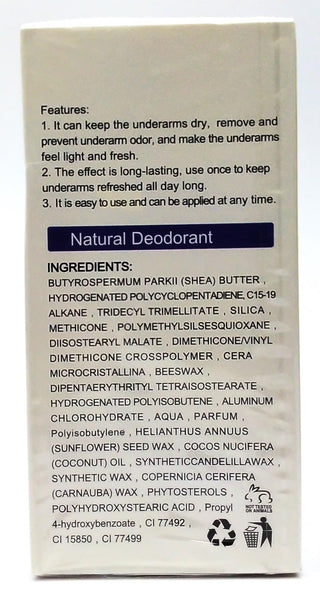 Features:
1. It can keep the underarms dry, remove and
prevent underarm odor, and make the underarms
feel light and fresh.
2. The effect is long-lasting, use once to keep
underarms refreshed all day long.
3. It is easy to use and can be applied at any time.
Natural Deodorant
INGREDIENTS:
BUTYROSPERMUM PARKII (SHEA) BUTTER ,
HYDROGENATED POLYCYCLOPENTADIENE, C15-19
ALKANE , TRIDECYL TRIMELLITATE , SILICA ,
METHICONE , POLYMETHYLSILSESQUIOXANE ,
DIISOSTEARYL MALATE , DIMETHICONE/VINYL
DIMETHICONE CROSSPOLYMER , CERA
MICROCRISTALLINA , BEESWAX ,
DIPENTAERYTHRITYL TETRAISOSTEARATE ,
HYDROGENATED POLYISOBUTENE , ALUMINUM
CHLOROHYDRATE , AQUA , PARFUM ,
Polyisobutylene , HELIANTHUS ANNUUS
(SUNFLOWER) SEED WAX , COCOS NUCIFERA
(COCONUT) OIL , SYNTHETICCANDELILLAWAX ,
SYNTHETIC WAX , COPERNICIA CERIFERA
(CARNAUBA) WAX , PHYTOSTEROLS ,
POLYHYDROXYSTEARIC ACID , Propyl
4-hydroxybenzoate , CI 77492 ,
CI 15850 , CI 77499
NOT TESTED
ON ANIMALS